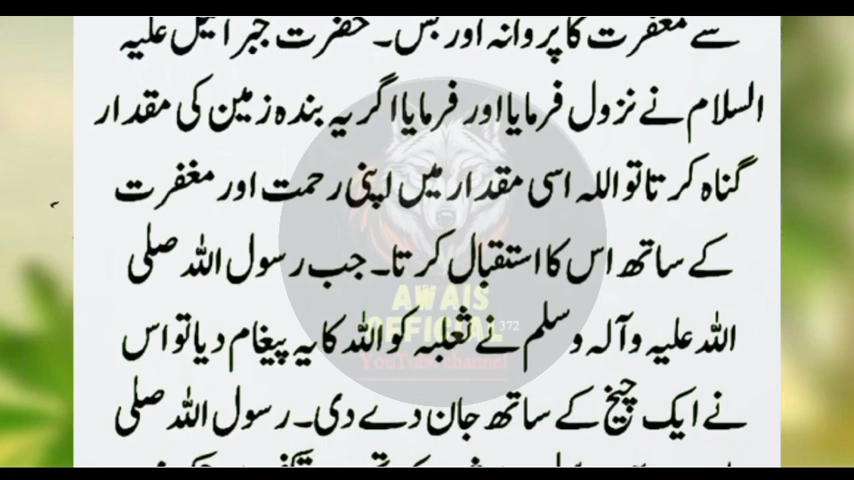 سے مغفرت کا پروانہ اور بس۔ حضرت جبرائیل علیہ
السلام نے نزول فرمایا اور فرمایا اگر یہ بندہ زمین کی مقدار
گناہ کرتا تو اللہ اسی مقدار میں اپنی رحمت اور مغفرت
کے ساتھ اس کا استقبال کرتا۔ جب رسول اللہ صلی
اللہ علیہ وآلہ وسلم نے ثعلبہ کو اللہ کا یہ پیغام دیا تو اس
نے ایک چیخ کے ساتھ جان دے دی۔ رسول اللہ صلی
AWAIS
OFFICIAL 372
YouTube channel